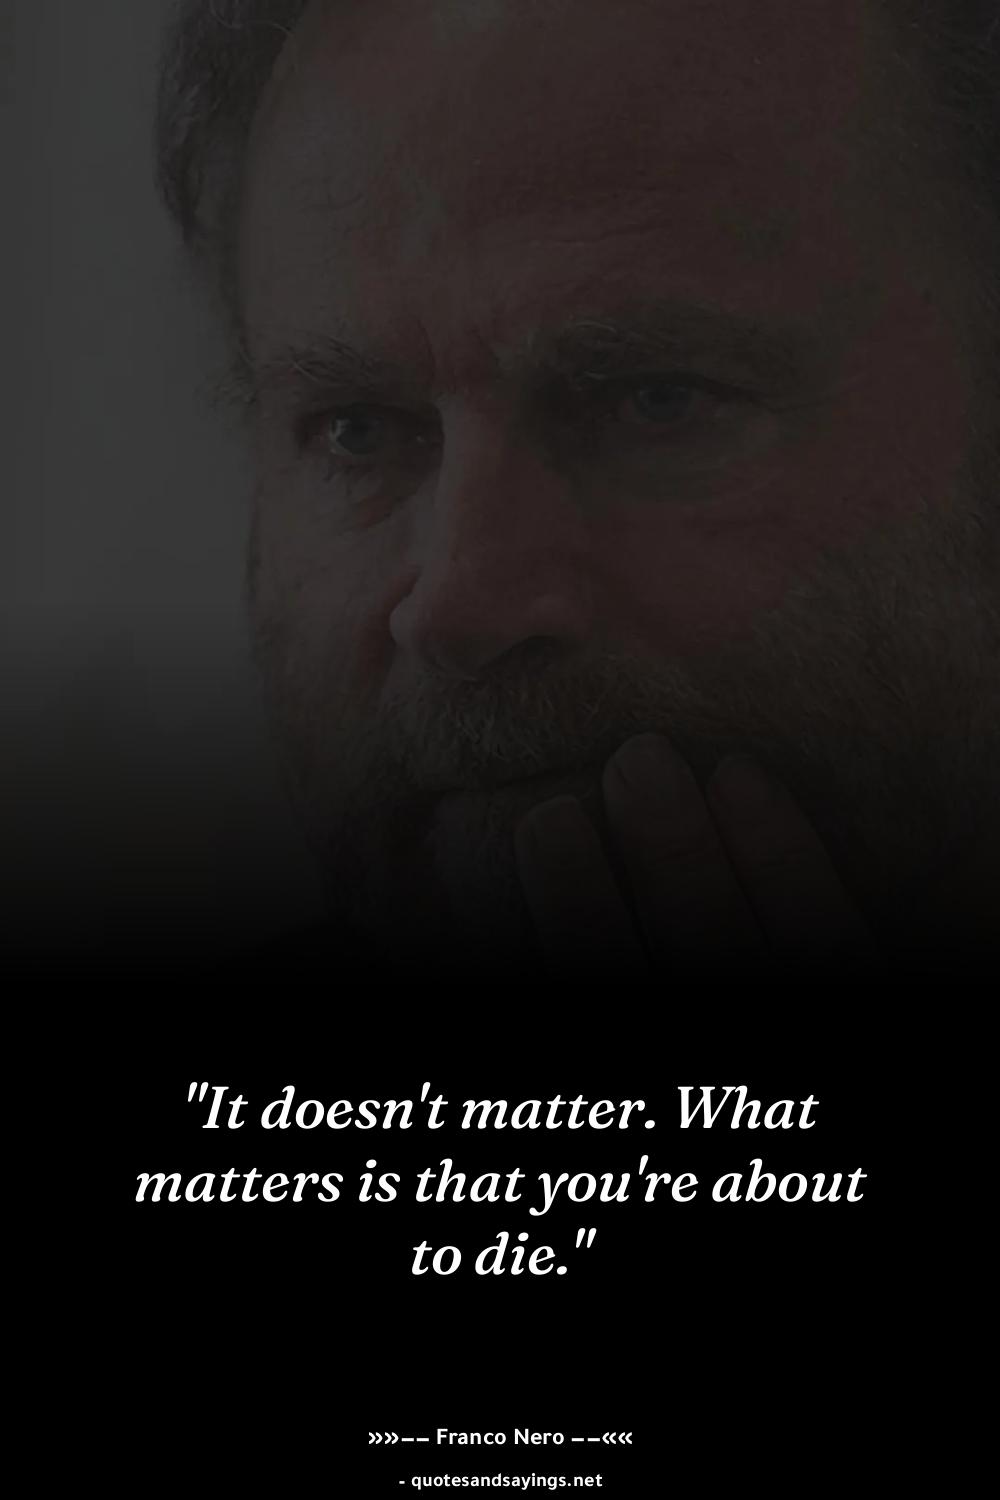 "It doesn't matter. What
matters is that you're about
to die."
»»−− Franco Nero −−««
- quotesandsayings.net